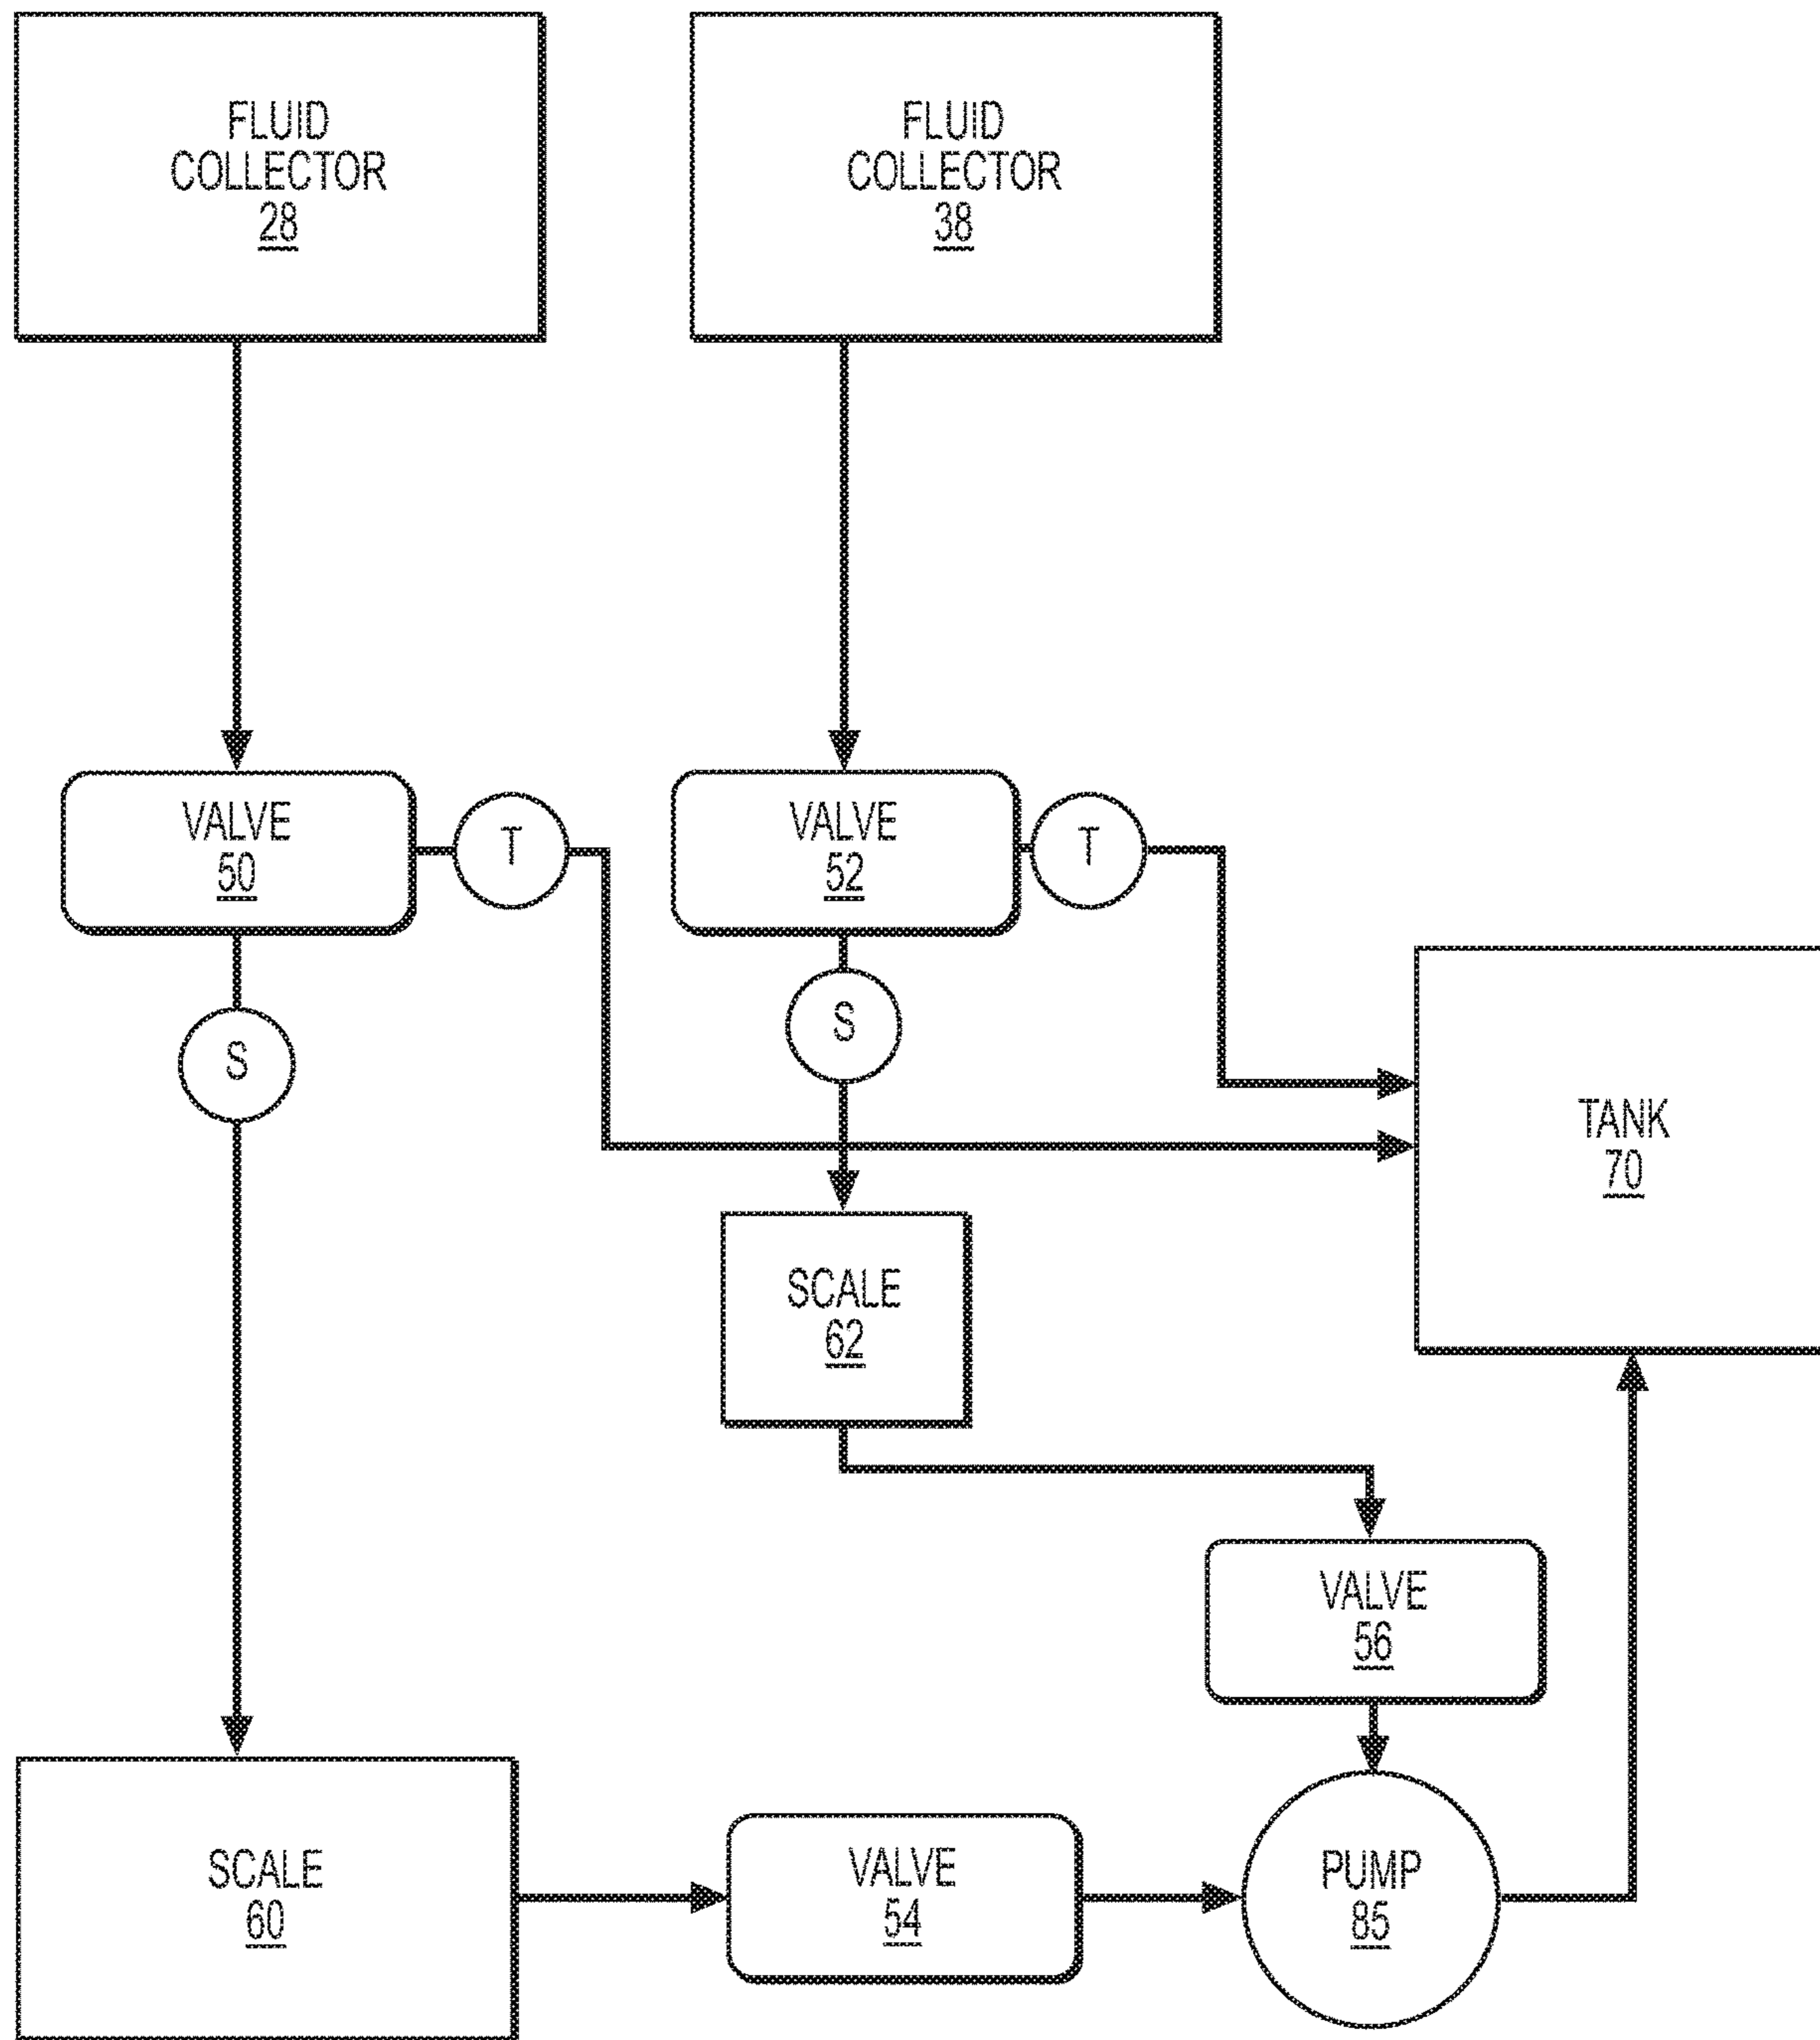 FLUID
COLLECTOR
28
FLUID
COLLECTOR
38
VALVE
50
T
VALVE
52
T
S
S
TANK
70
SCALE
62
VALVE
56
SCALE
60
VALVE
54
PUMP
85